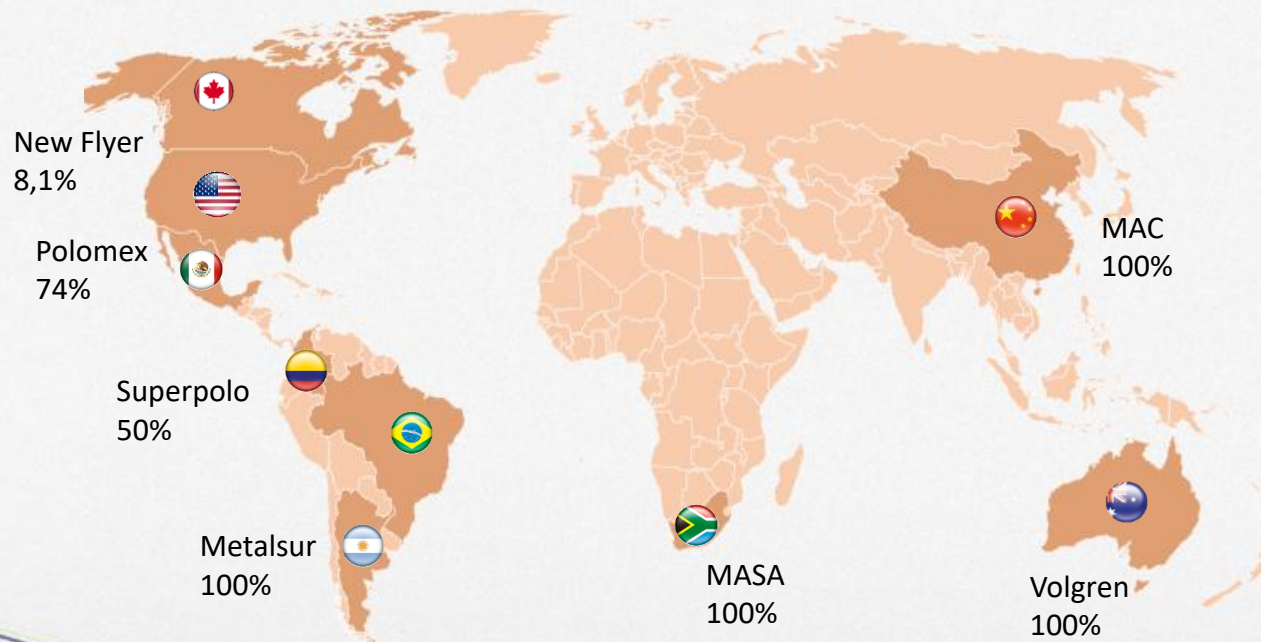 New Flyer
8,1%
Polomex
74%
MAC
100%
Superpolo
50%
Metalsur
100%
MASA
100%
Volgren
100%